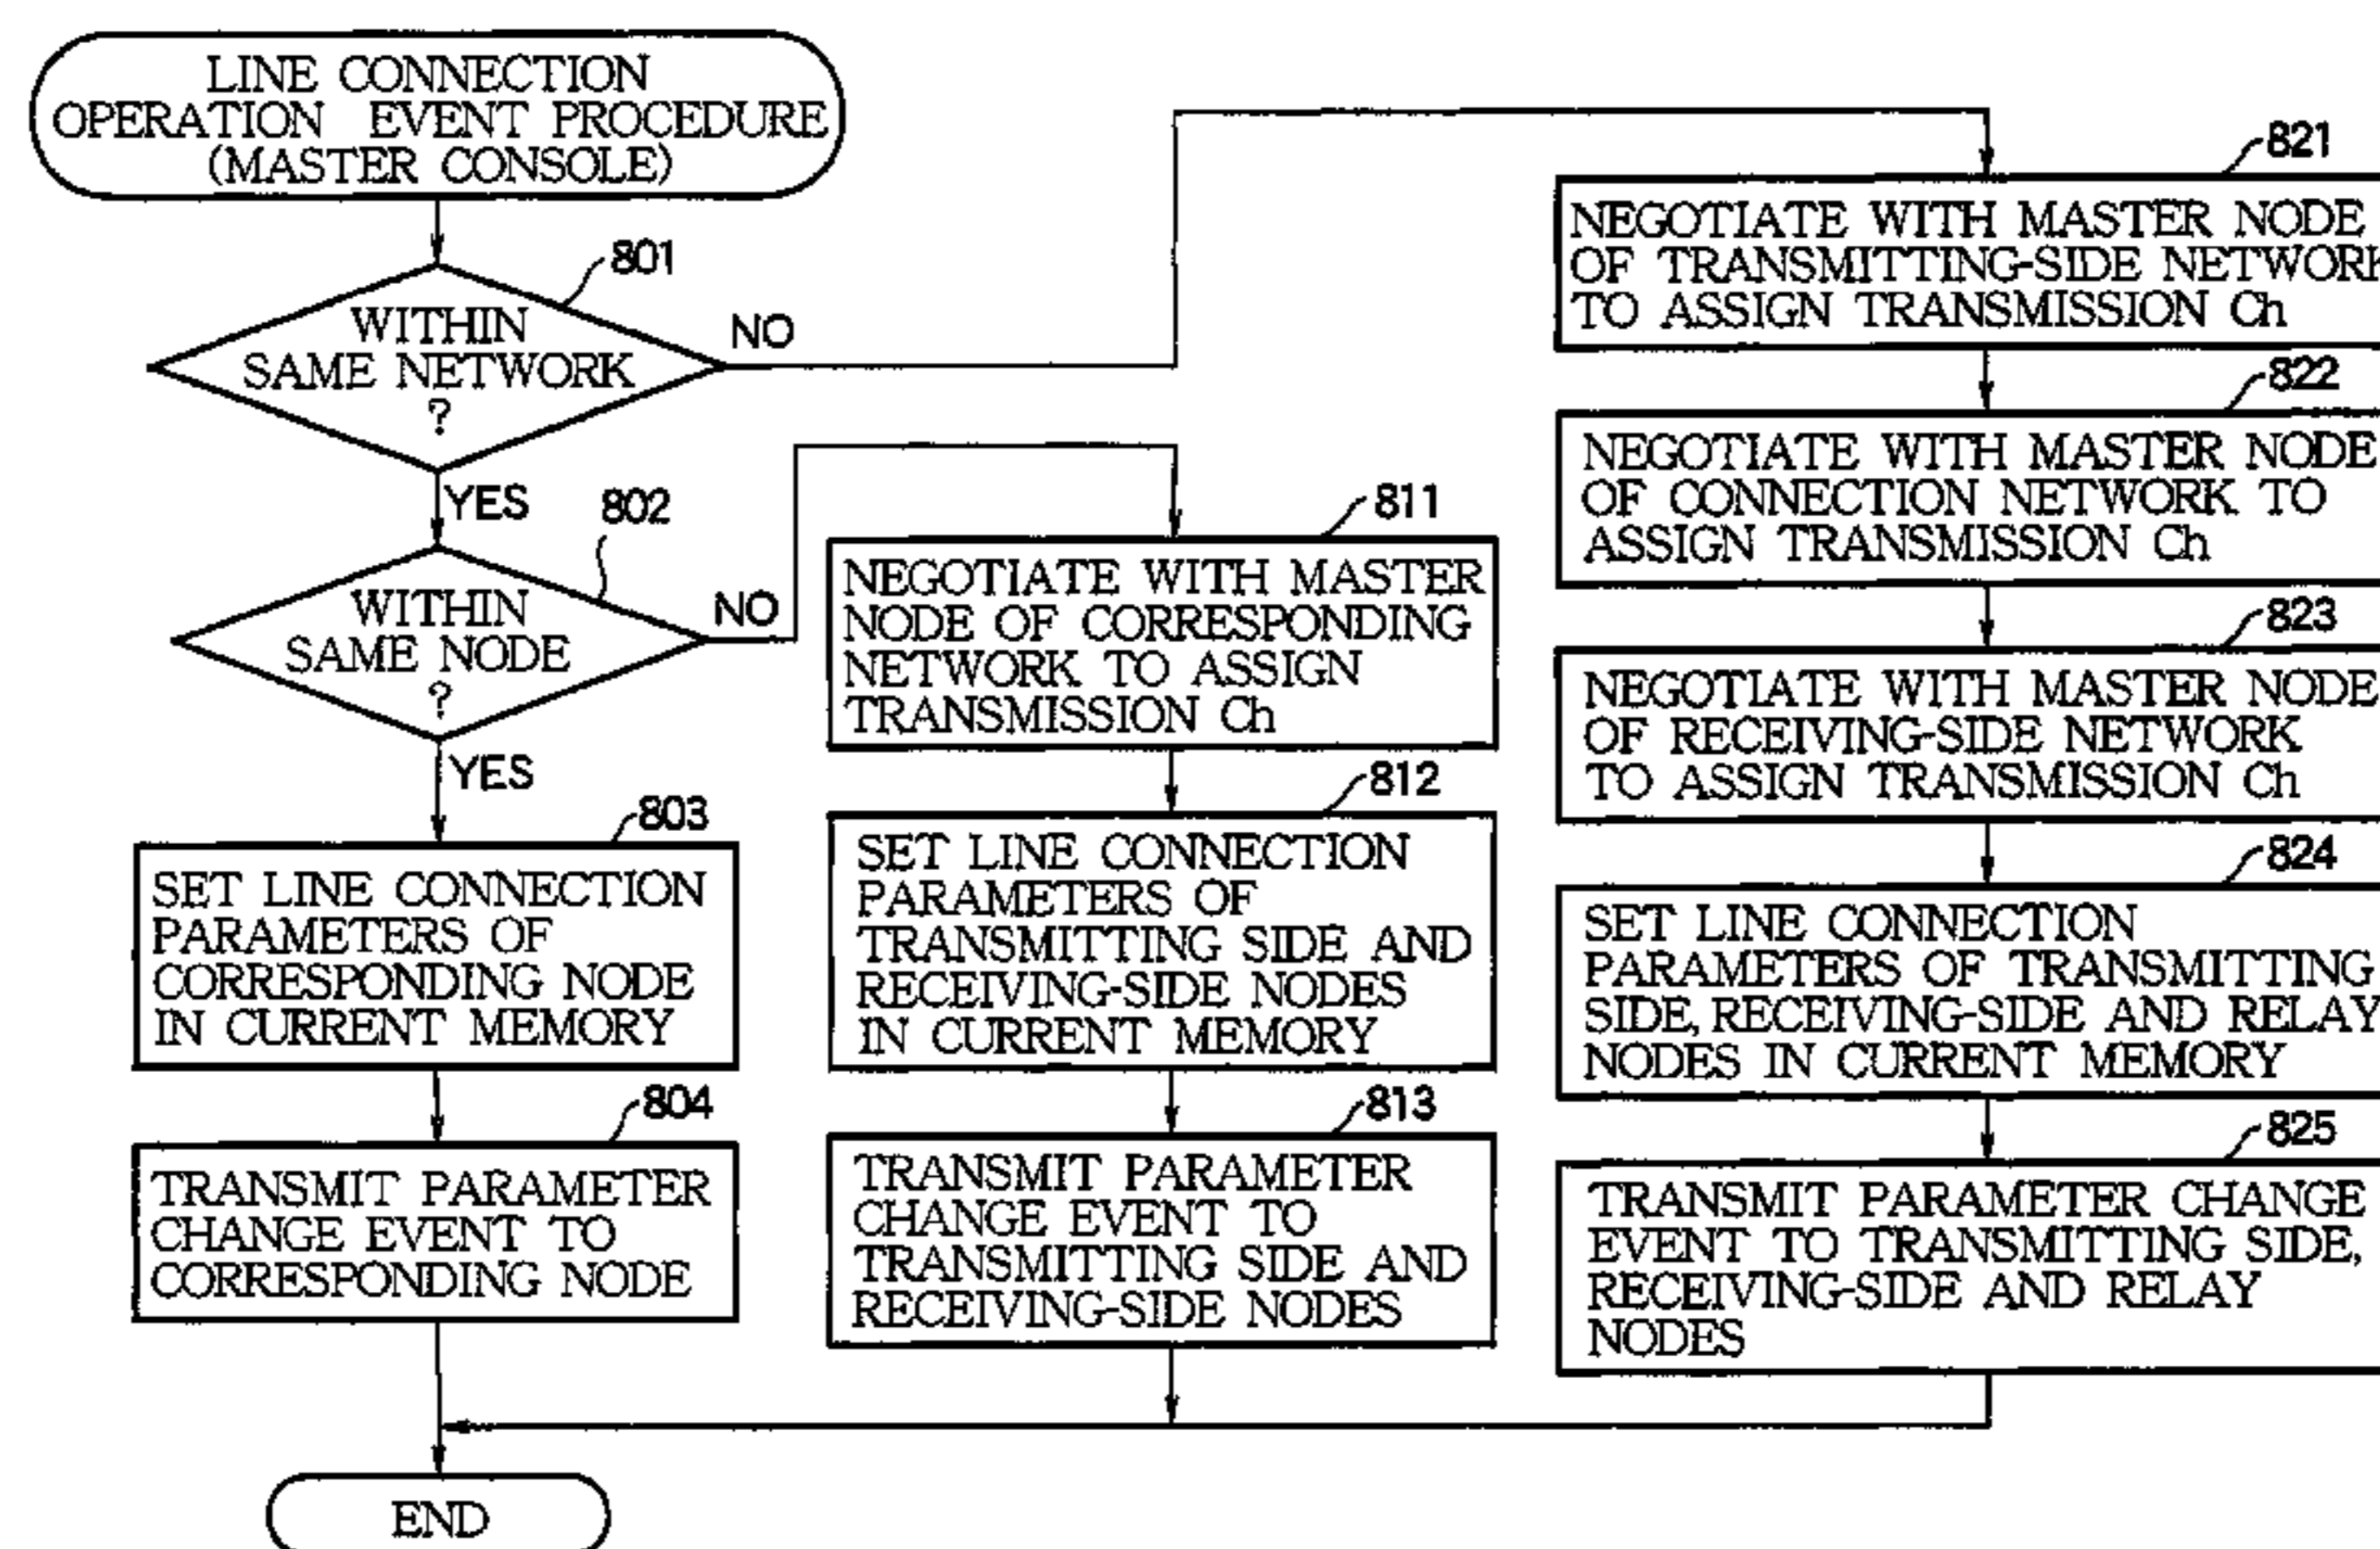 LINE CONNECTION
OPERATION EVENT PROCEDURE
(MASTER CONSOLE)
801
WITHIN
SAME NETWORK
?
NO
YES
802
WITHIN
SAME NODE
?
NO
YES
803
SET LINE CONNECTION
PARAMETERS OF
CORRESPONDING NODE
IN CURRENT MEMORY
804
TRANSMIT PARAMETER
CHANGE EVENT TO
CORRESPONDING NODE
END
811
NEGOTIATE WITH MASTER
NODE OF CORRESPONDING
NETWORK TO ASSIGN
TRANSMISSION Ch
812
SET LINE CONNECTION
PARAMETERS OF
TRANSMITTING SIDE AND
RECEIVING-SIDE NODES
IN CURRENT MEMORY
813
TRANSMIT PARAMETER
CHANGE EVENT TO
TRANSMITTING SIDE AND
RECEIVING-SIDE NODES
821
NEGOTIATE WITH MASTER NODE
OF TRANSMITTING-SIDE NETWORK
TO ASSIGN TRANSMISSION Ch
822
NEGOTIATE WITH MASTER NODE
OF CONNECTION NETWORK TO
ASSIGN TRANSMISSION Ch
823
NEGOTIATE WITH MASTER NODE
OF RECEIVING-SIDE NETWORK
TO ASSIGN TRANSMISSION Ch
824
SET LINE CONNECTION
PARAMETERS OF TRANSMITTING
SIDE, RECEIVING-SIDE AND RELAY
NODES IN CURRENT MEMORY
825
TRANSMIT PARAMETER CHANGE
EVENT TO TRANSMITTING SIDE,
RECEIVING-SIDE AND RELAY
NODES